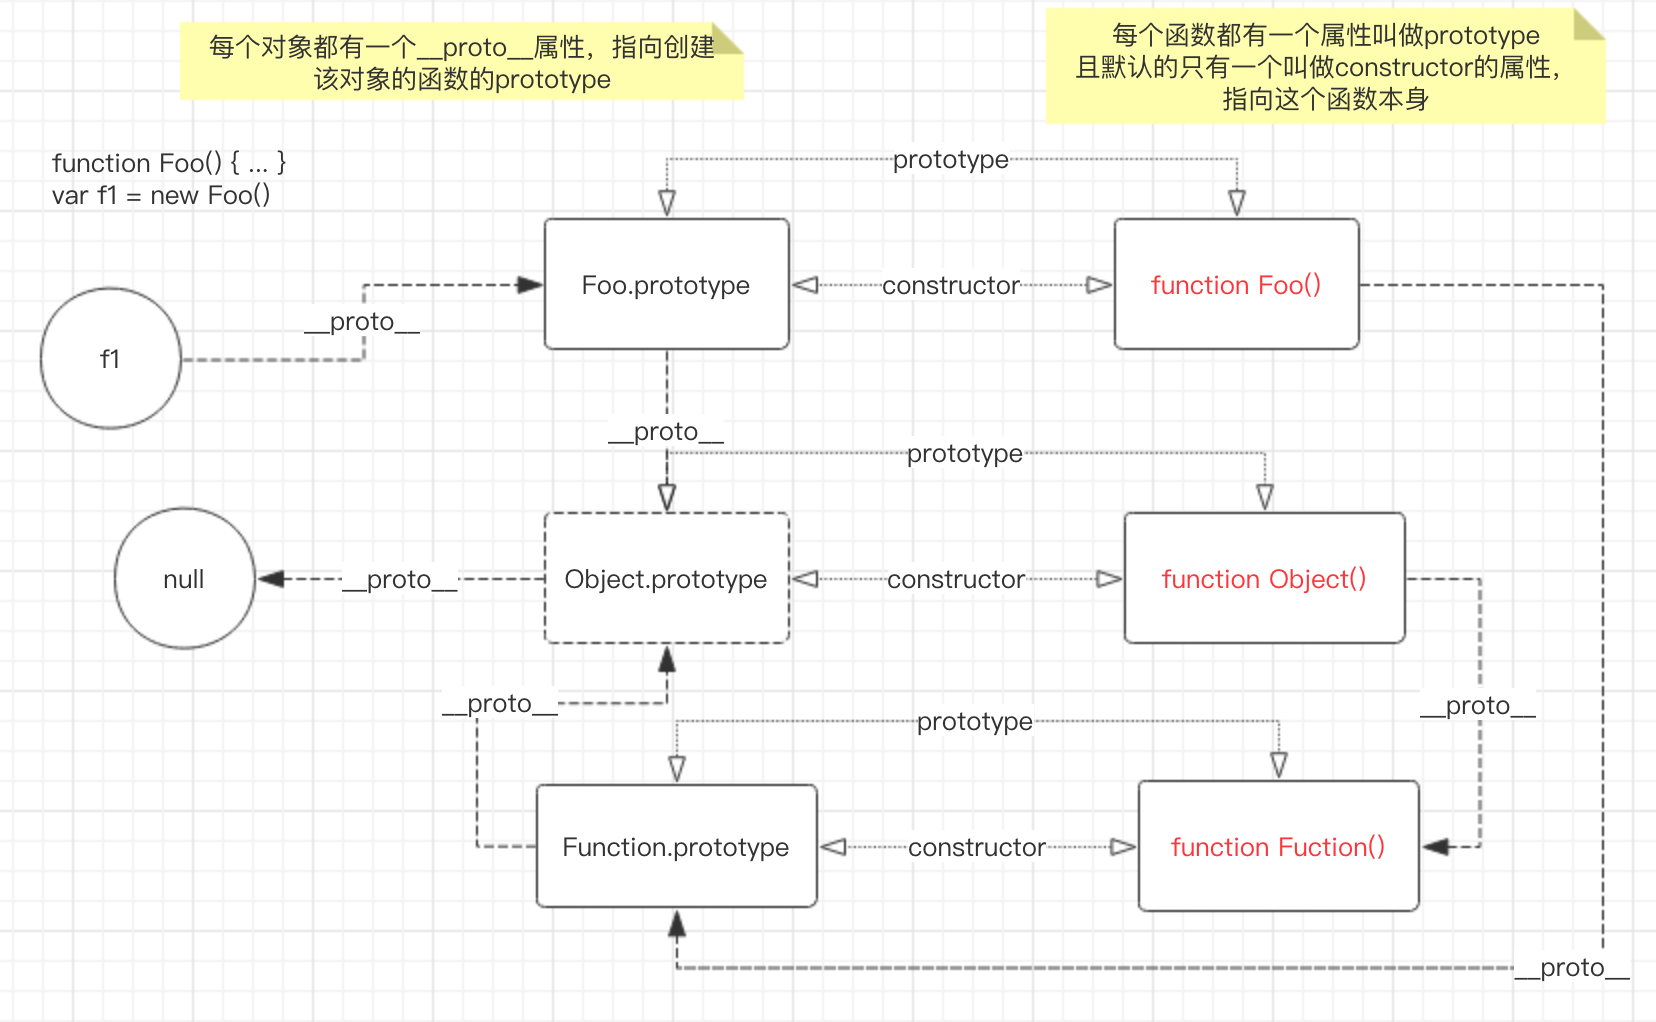 每个对象都有一个__proto__属性，指向创建
该对象的函数的prototype
每个函数都有一个属性叫做prototype
且默认的只有一个叫做constructor的属性，
指向这个函数本身
function Foo() { ... }
var f1 = new Foo()
prototype
Foo.prototype
constructor
function Foo()
__proto__
f1
__proto__
prototype
null
__proto__
Object.prototype
constructor
function Object()
__proto__
__proto__
prototype
Function.prototype
constructor
function Fuction()
__proto__